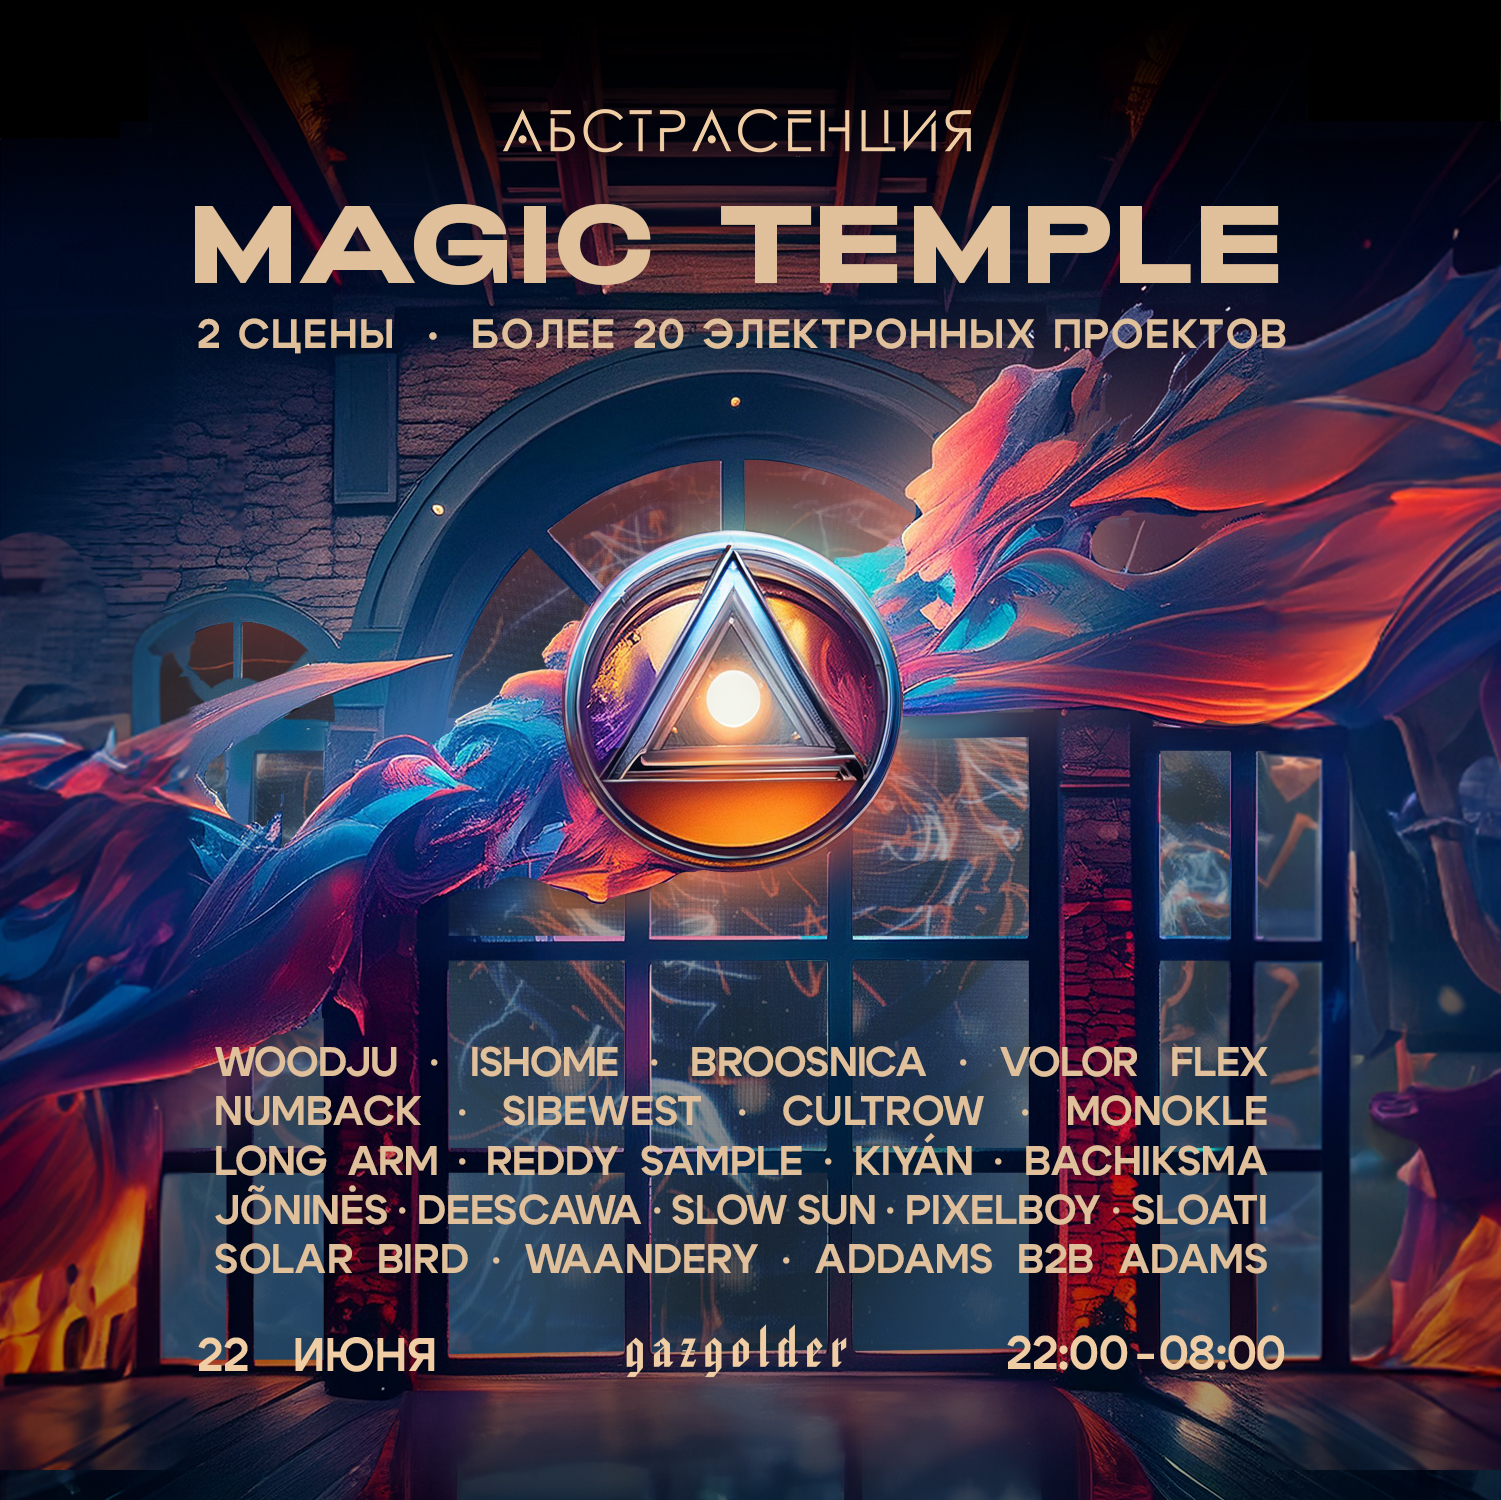 АБСТРАСЕНЦИЯ
MAGIC TEMPLE
2 СЦЕНЫ · БОЛЕЕ 20 ЭЛЕКТРОННЫХ ПРОЕКТОВ
WOODJU · ISHOME · BROOSNICA · VOLOR FLEX
NUMBACK · SIBEWEST · CULTROW · MONOKLE
LONG ARM · REDDY SAMPLE · KIYÁN · BACHIKSMA
JÕNINĖS · DEESCAWA · SLOW SUN · PIXELBOY · SLOATI
SOLAR BIRD · WAANDERY · ADDAMS B2B ADAMS
22 ИЮНЯ gazgolder 22:00-08:00